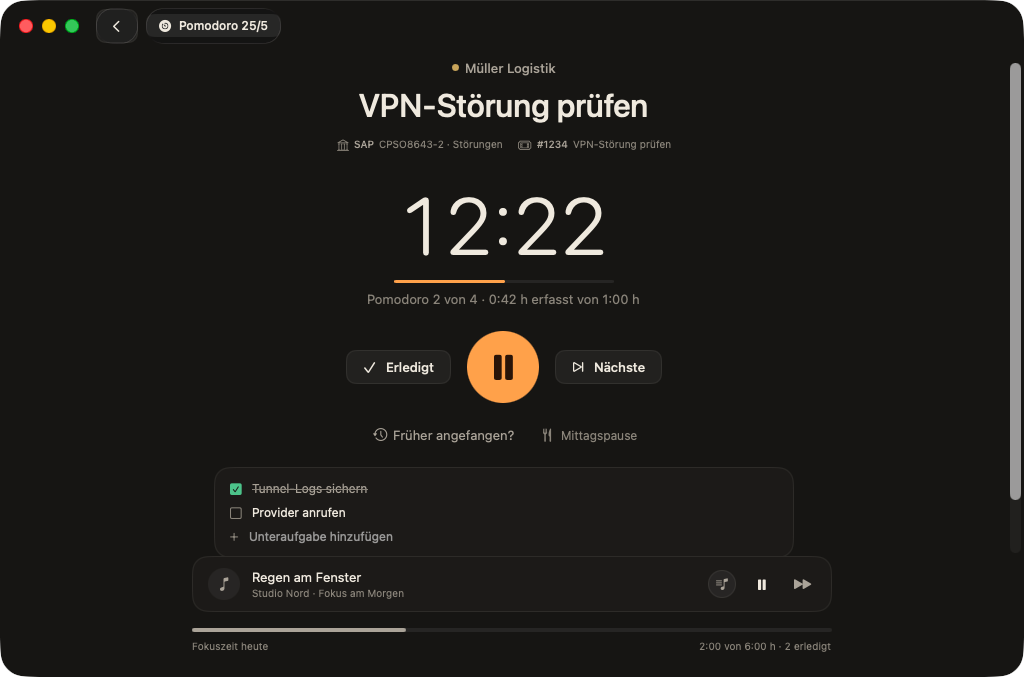 Pomodoro 25/5
Müller Logistik
VPN-Störung prüfen
SAP CPSO8643-2 · Störungen #1234 VPN-Störung prüfen
12:22
Pomodoro 2 von 4 · 0:42 h erfasst von 1:00 h
Erledigt Nächste
Früher angefangen? Mittagspause
Tunnel-Logs sichern
Provider anrufen
+ Unteraufgabe hinzufügen
Regen am Fenster
Studio Nord · Fokus am Morgen
Fokuszeit heute 2:00 von 6:00 h · 2 erledigt